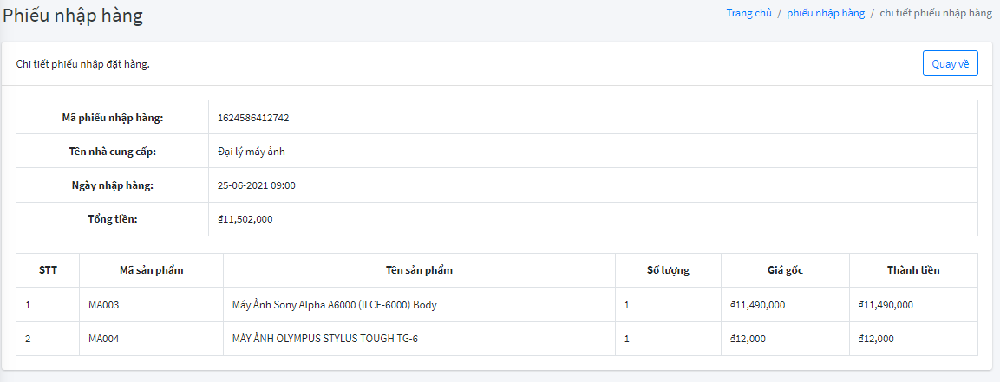 Phiếu nhập hàng
Trang chủ / phiếu nhập hàng / chi tiết phiếu nhập hàng
Chi tiết phiếu nhập đặt hàng.
Quay về
Mã phiếu nhập hàng: 1624586412742
Tên nhà cung cấp: Đại lý máy ảnh
Ngày nhập hàng: 25-06-2021 09:00
Tổng tiền: ₫11,502,000
STT Mã sản phẩm Tên sản phẩm Số lượng Giá gốc Thành tiền
1 MA003 Máy Ảnh Sony Alpha A6000 (ILCE-6000) Body 1 ₫11,490,000 ₫11,490,000
2 MA004 MÁY ẢNH OLYMPUS STYLUS TOUGH TG-6 1 ₫12,000 ₫12,000